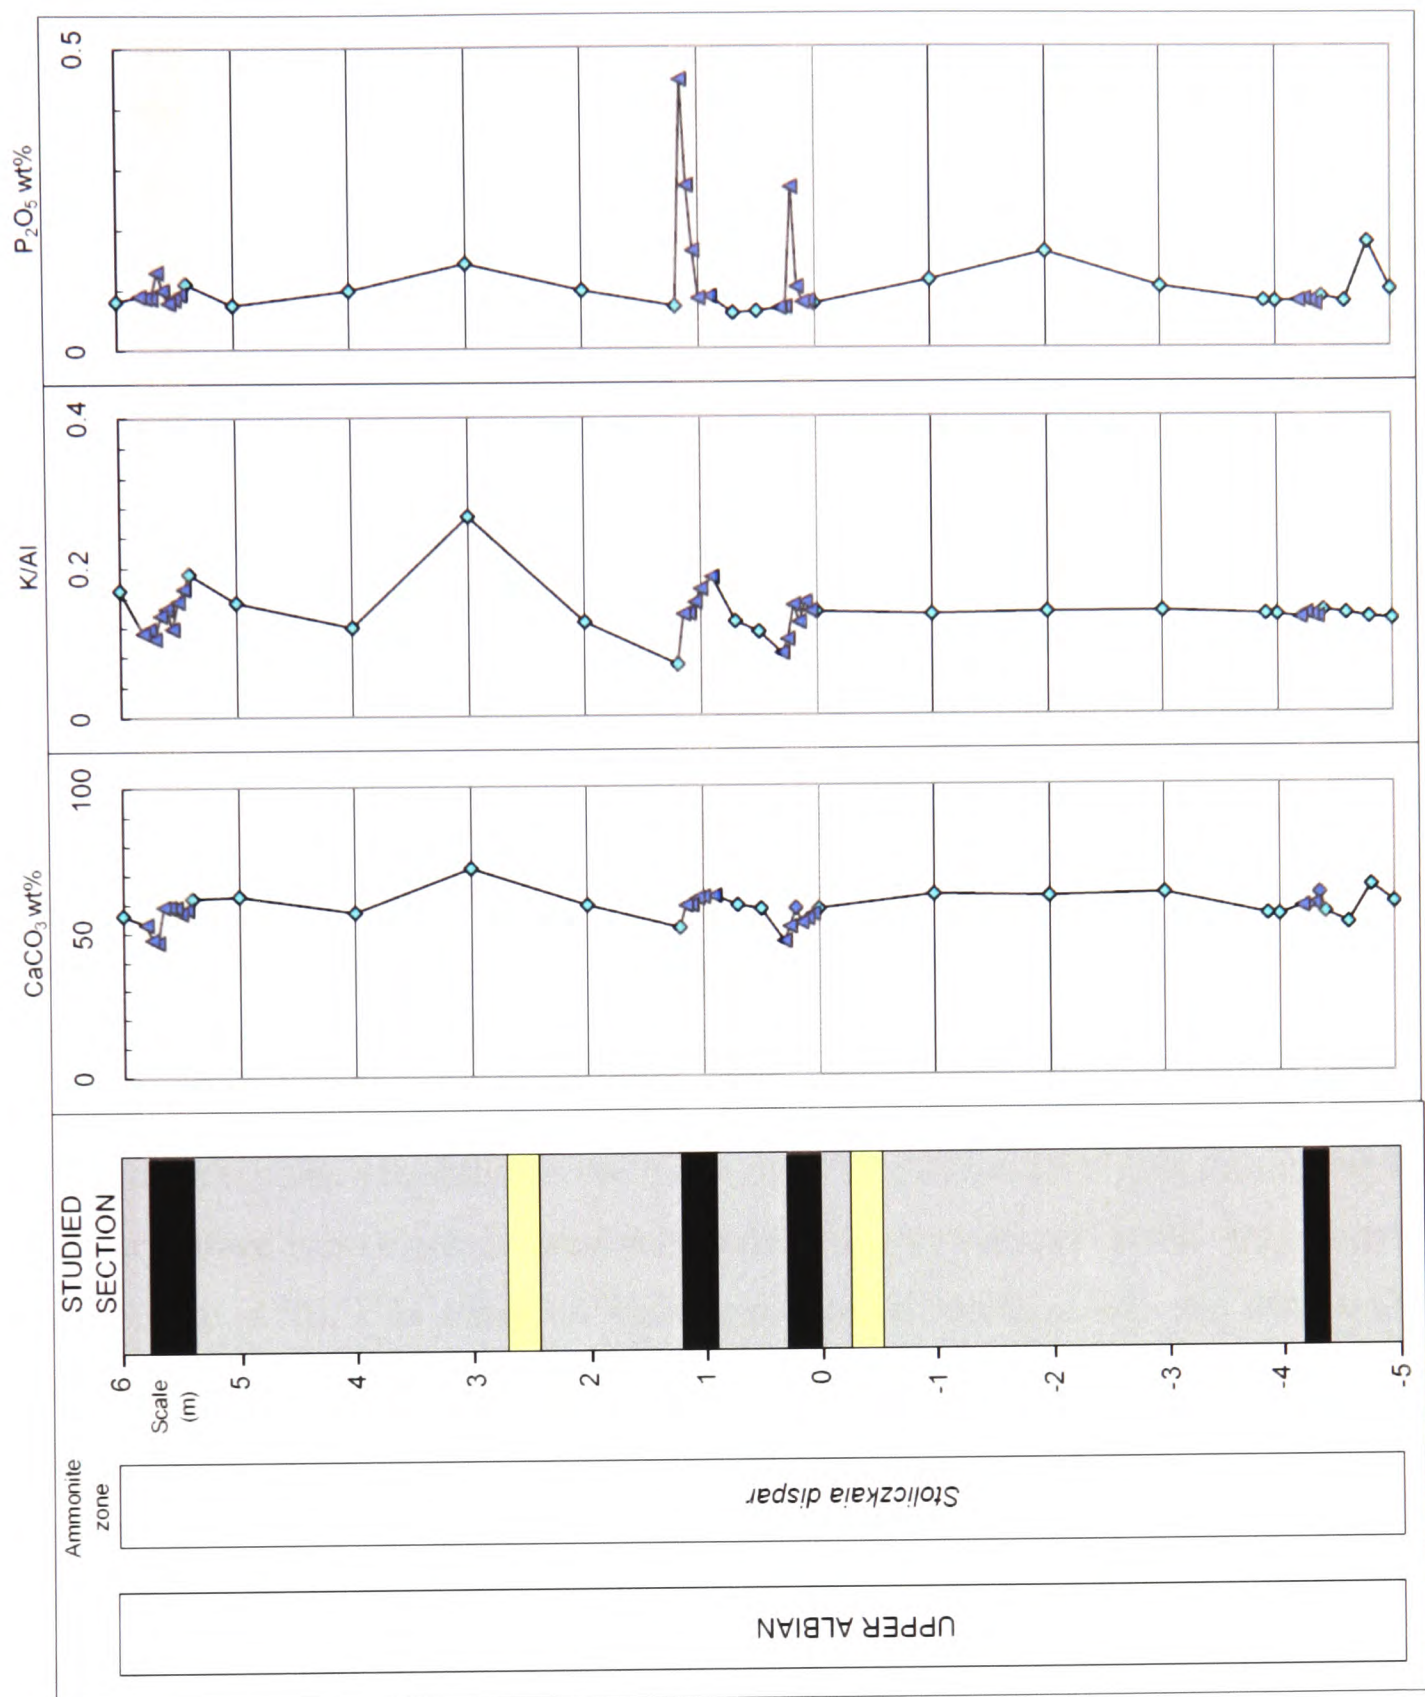 UPPER ALBIAN
Ammonite
zone
Stoliczkaia dispar
Scale
(m)
6
5
4
3
2
1
0
-1
-2
-3
-4
-5
STUDIED
SECTION
CaCO₃ wt%
0
50
100
K/Al
0
0.2
0.4
P₂O₅ wt%
0
0.5